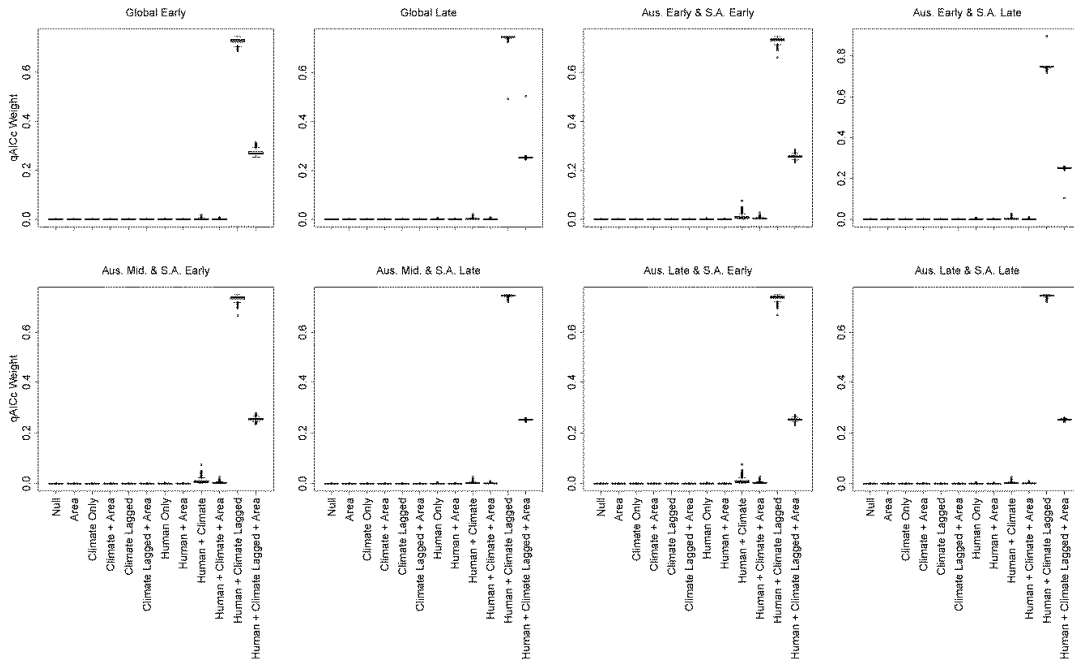 Global Early
Global Late
Aus. Early & S.A. Early
Aus. Early & S.A. Late
qAICc Weight
0.0 0.2 0.4 0.6
0.0 0.2 0.4 0.6
0.0 0.2 0.4 0.6
0.0 0.2 0.4 0.6 0.8
Aus. Mid. & S.A. Early
Aus. Mid. & S.A. Late
Aus. Late & S.A. Early
Aus. Late & S.A. Late
qAICc Weight
0.0 0.2 0.4 0.6
0.0 0.2 0.4 0.6
0.0 0.2 0.4 0.6
0.0 0.2 0.4 0.6
Null
Area
Climate Only
Climate + Area
Climate Lagged
Climate Lagged + Area
Human Only
Human + Area
Human + Climate
Human + Climate + Area
Human + Climate Lagged
Human + Climate Lagged + Area
Null
Area
Climate Only
Climate + Area
Climate Lagged
Climate Lagged + Area
Human Only
Human + Area
Human + Climate
Human + Climate + Area
Human + Climate Lagged
Human + Climate Lagged + Area
Null
Area
Climate Only
Climate + Area
Climate Lagged
Climate Lagged + Area
Human Only
Human + Area
Human + Climate
Human + Climate + Area
Human + Climate Lagged
Human + Climate Lagged + Area
Null
Area
Climate Only
Climate + Area
Climate Lagged
Climate Lagged + Area
Human Only
Human + Area
Human + Climate
Human + Climate + Area
Human + Climate Lagged
Human + Climate Lagged + Area